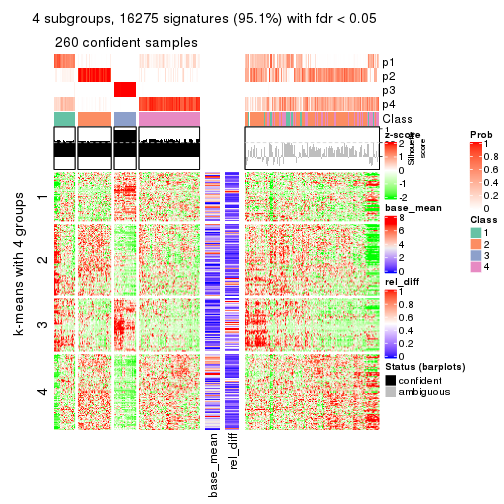 4 subgroups, 16275 signatures (95.1%) with fdr < 0.05
260 confident samples
p1
p2
p3
p4
Class
1
Silhouette
score
k-means with 4 groups
1
2
3
4
base_mean
rel_diff
z-score
2
1
0
-1
-2
base_mean
8
6
4
2
0
rel_diff
1
0.8
0.6
0.4
0.2
0
Status (barplots)
confident
ambiguous
Prob
1
0.8
0.6
0.4
0.2
0
Class
1
2
3
4